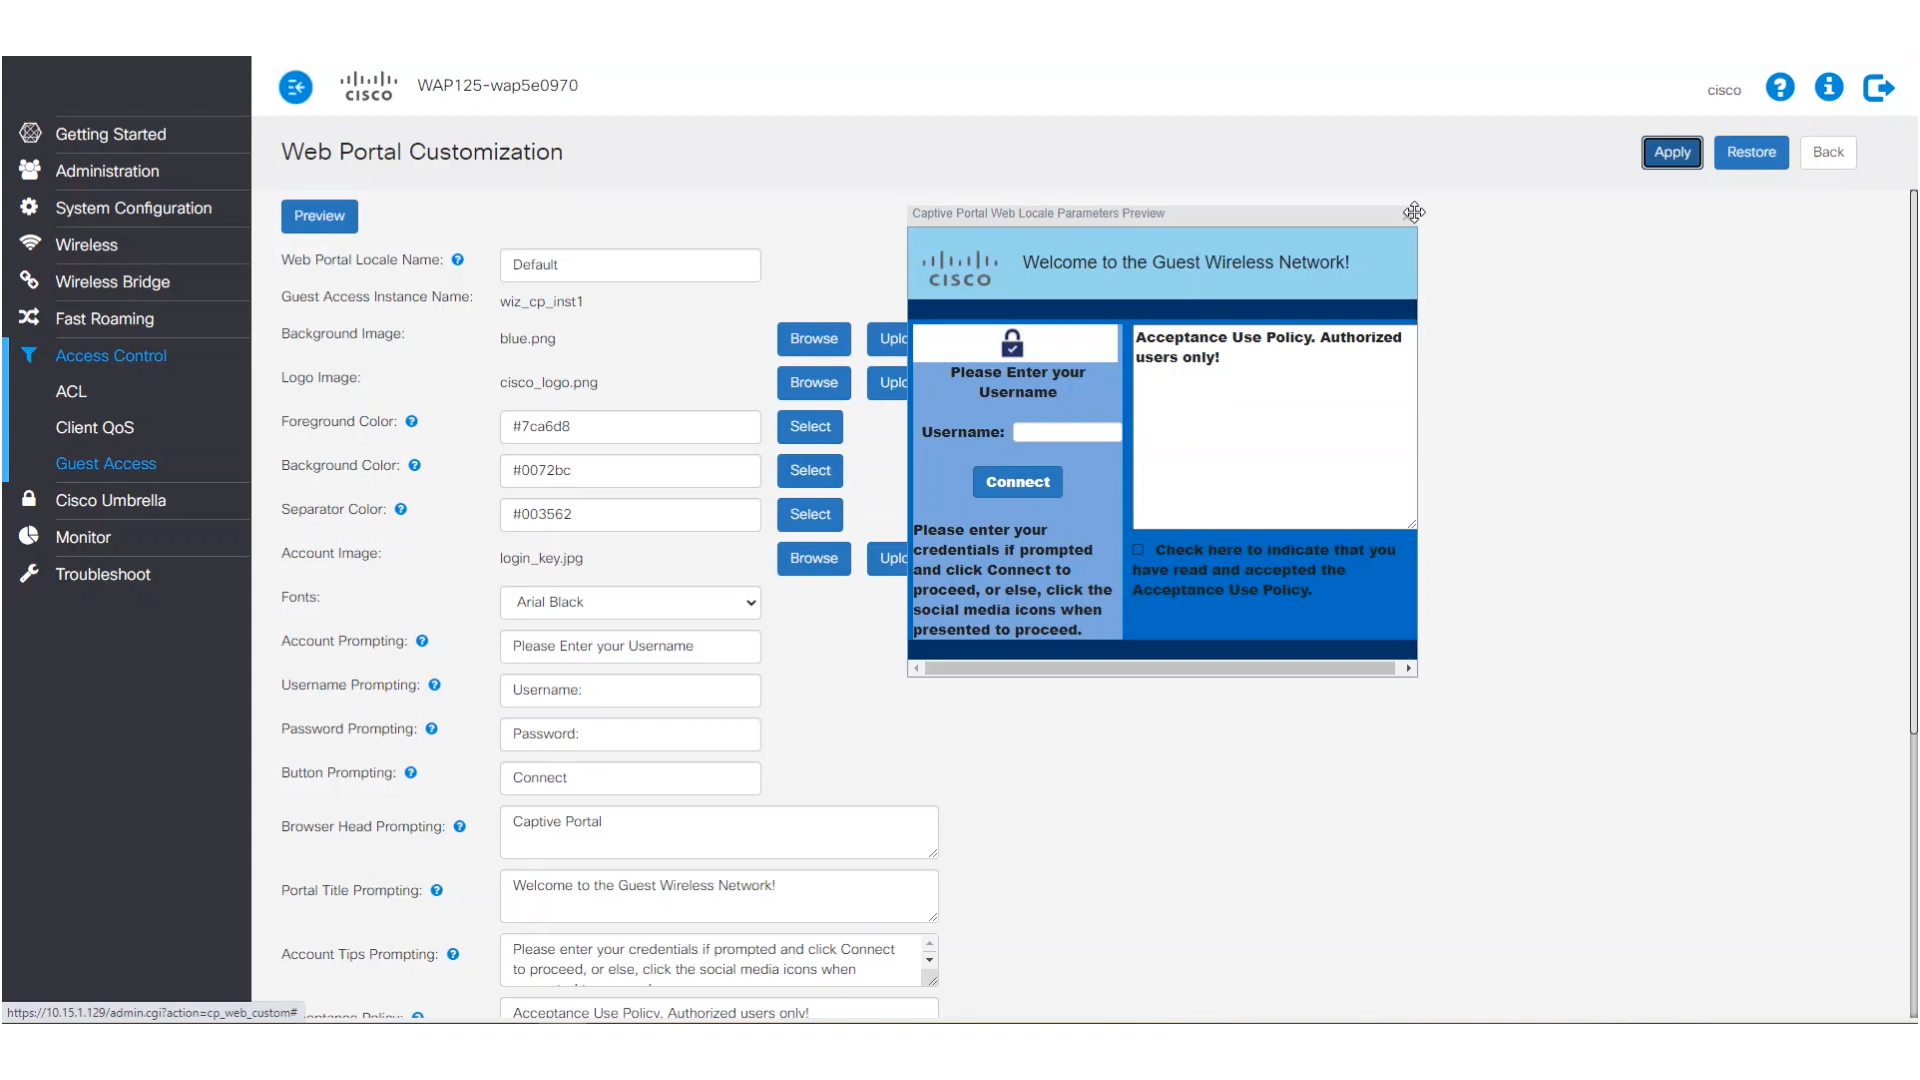 CISCO
WAP125-wap5e0970
cisco
Getting Started
Administration
System Configuration
Wireless
Wireless Bridge
Fast Roaming
Access Control
ACL
Client QoS
Guest Access
Cisco Umbrella
Monitor
Troubleshoot
Web Portal Customization
Apply
Restore
Back
Preview
Web Portal Locale Name:
Default
Guest Access Instance Name:
wiz_cp_inst1
Background Image:
blue.png
Browse
Uplo
Logo Image:
cisco_logo.png
Browse
Uplo
Foreground Color:
#7ca6d8
Select
Background Color:
#0072bc
Select
Separator Color:
#003562
Select
Account Image:
login_key.jpg
Browse
Uplo
Fonts:
Arial Black
Account Prompting:
Please Enter your Username
Username Prompting:
Username:
Password Prompting:
Password:
Button Prompting:
Connect
Browser Head Prompting:
Captive Portal
Portal Title Prompting:
Welcome to the Guest Wireless Network!
Account Tips Prompting:
Please enter your credentials if prompted and click Connect
to proceed, or else, click the social media icons when
Acceptance Use Policy. Authorized users only!
Captive Portal Web Locale Parameters Preview
CISCO
Welcome to the Guest Wireless Network!
Please Enter your
Username
Username:
Connect
Please enter your
credentials if prompted
and click Connect to
proceed, or else, click the
social media icons when
presented to proceed.
Acceptance Use Policy. Authorized
users only!
Check here to indicate that you
have read and accepted the
Acceptance Use Policy.
https://10.15.1.129/admin.cgi?action=cp_web_custom#